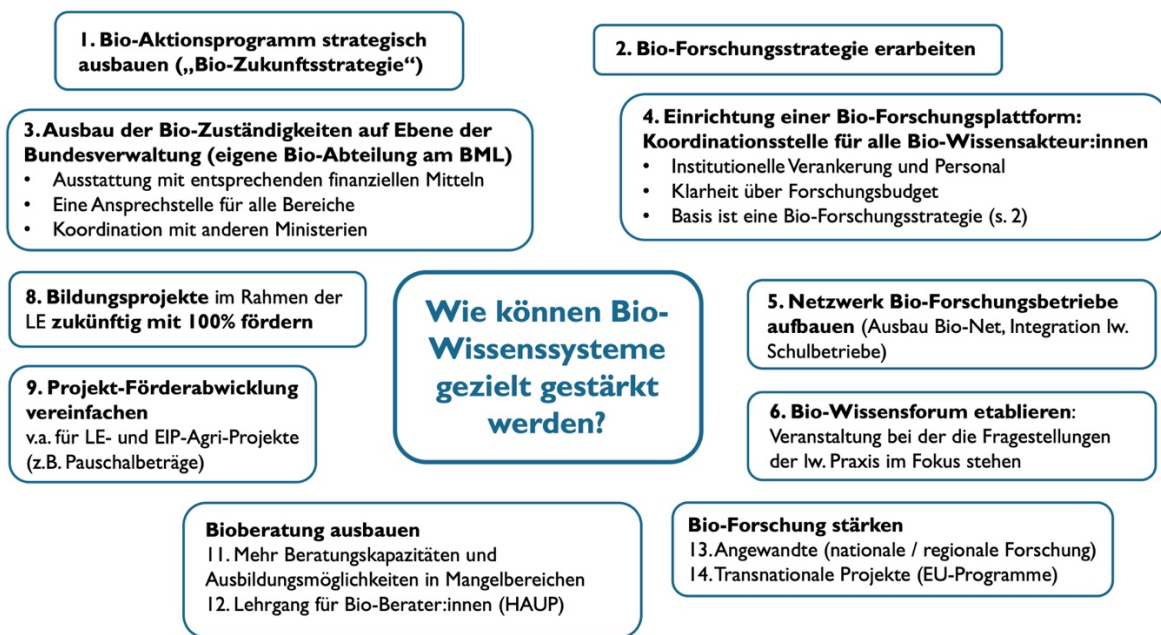 1. Bio-Aktionsprogramm strategisch
ausbauen („Bio-Zukunftsstrategie“)
2. Bio-Forschungsstrategie erarbeiten
3. Ausbau der Bio-Zuständigkeiten auf Ebene der
Bundesverwaltung (eigene Bio-Abteilung am BML)
• Ausstattung mit entsprechenden finanziellen Mitteln
• Eine Ansprechstelle für alle Bereiche
• Koordination mit anderen Ministerien
4. Einrichtung einer Bio-Forschungsplattform:
Koordinationsstelle für alle Bio-Wissensakteur:innen
• Institutionelle Verankerung und Personal
• Klarheit über Forschungsbudget
• Basis ist eine Bio-Forschungsstrategie (s. 2)
8. Bildungsprojekte im Rahmen der
LE zukünftig mit 100% fördern
Wie können Bio-
Wissenssysteme
gezielt gestärkt
werden?
5. Netzwerk Bio-Forschungsbetriebe
aufbauen (Ausbau Bio-Net, Integration lw.
Schulbetriebe)
9. Projekt-Förderabwicklung
vereinfachen
v.a. für LE- und EIP-Agri-Projekte
(z.B. Pauschalbeträge)
6. Bio-Wissensforum etablieren:
Veranstaltung bei der die Fragestellungen
der lw. Praxis im Fokus stehen
Bioberatung ausbauen
11. Mehr Beratungskapazitäten und
Ausbildungsmöglichkeiten in Mangelbereichen
12. Lehrgang für Bio-Berater:innen (HAUP)
Bio-Forschung stärken
13. Angewandte (nationale / regionale Forschung)
14. Transnationale Projekte (EU-Programme)